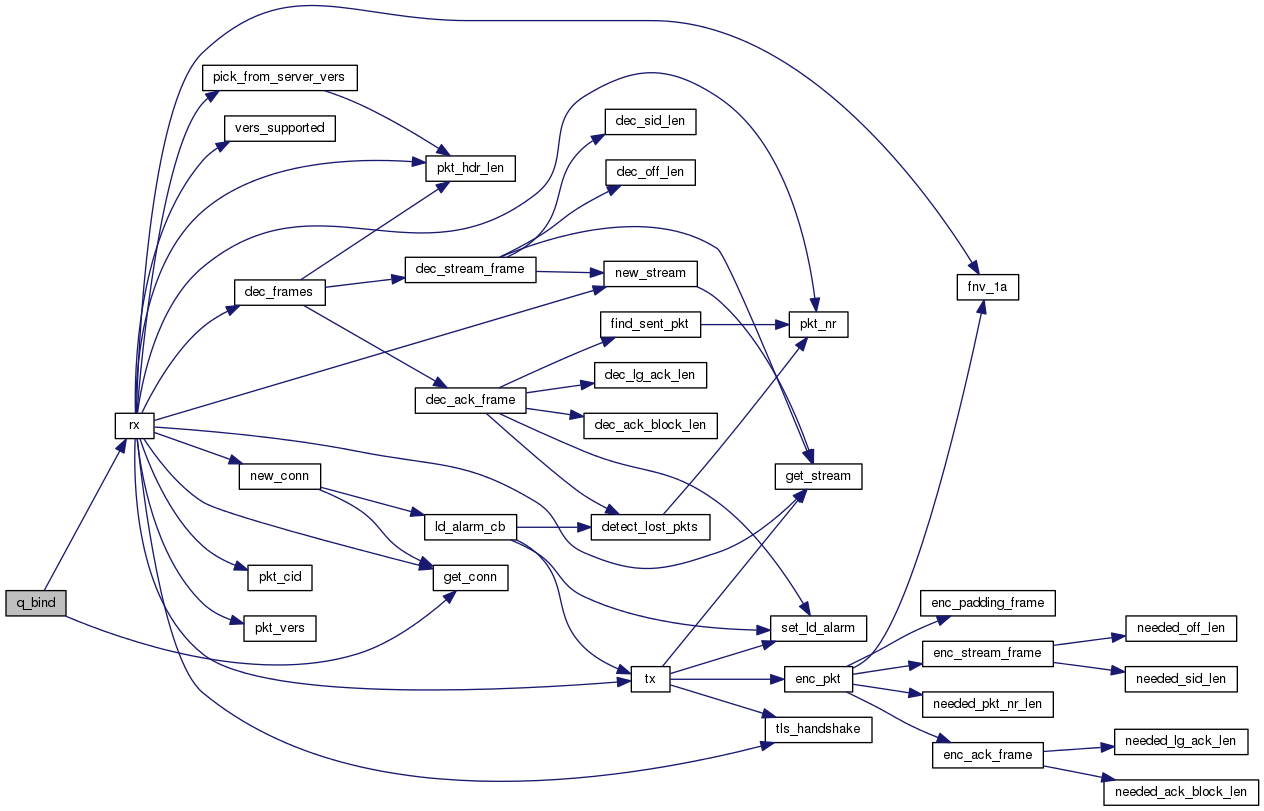 pick_from_server_vers
vers_supported
dec_sid_len
dec_off_len
pkt_hdr_len
dec_stream_frame
new_stream
fnv_1a
dec_frames
find_sent_pkt
pkt_nr
dec_lg_ack_len
dec_ack_frame
dec_ack_block_len
rx
new_conn
get_stream
ld_alarm_cb
detect_lost_pkts
pkt_cid
get_conn
q_bind
enc_padding_frame
pkt_vers
set_ld_alarm
needed_off_len
enc_stream_frame
tx
enc_pkt
needed_sid_len
needed_pkt_nr_len
tls_handshake
needed_lg_ack_len
enc_ack_frame
needed_ack_block_len